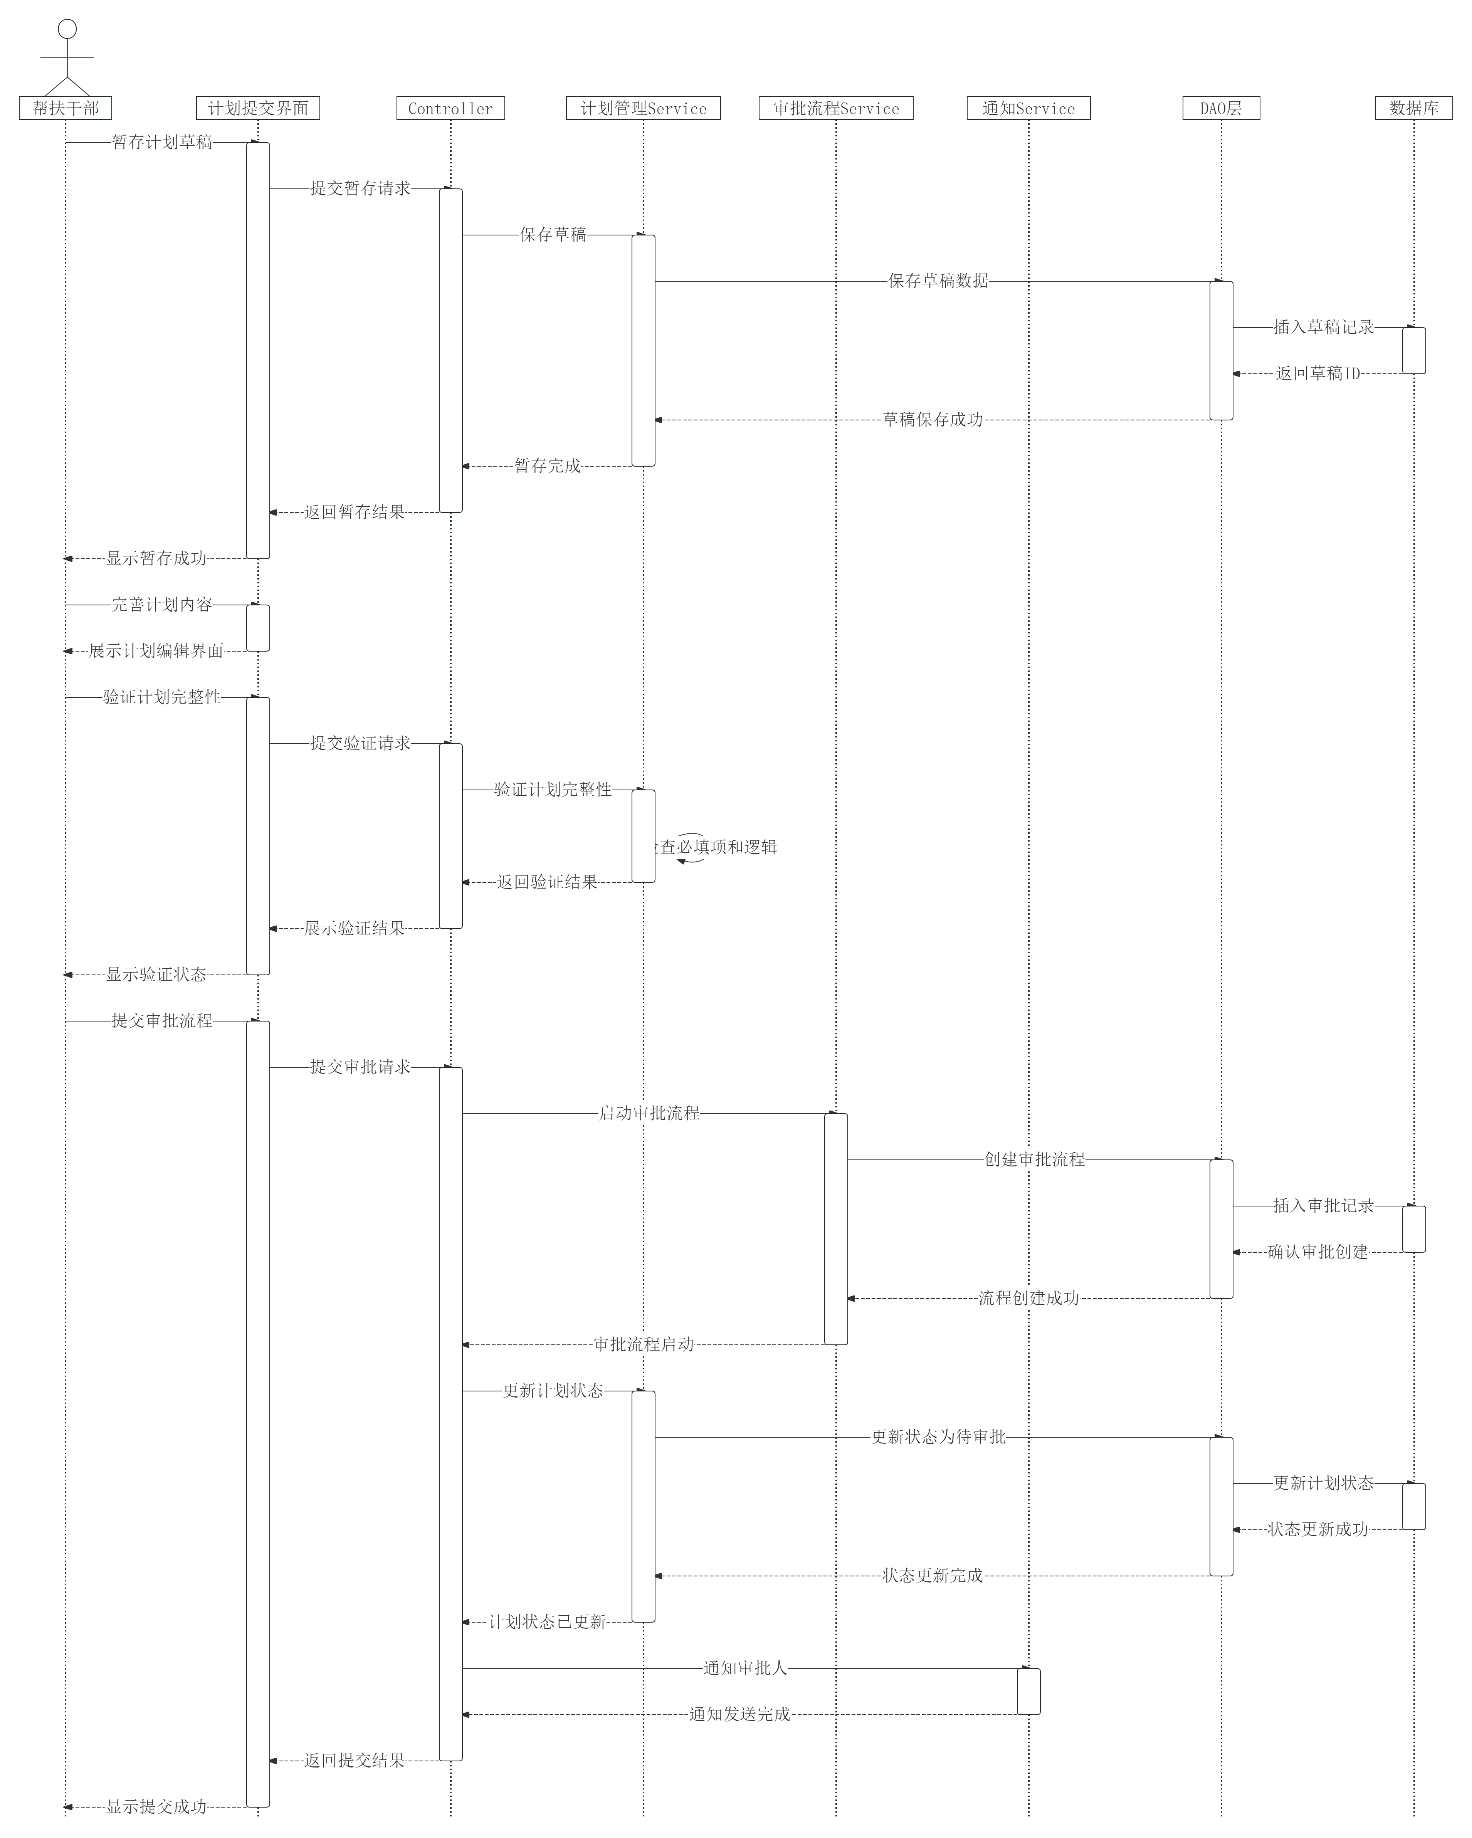 帮扶干部
计划提交界面
Controller
计划管理Service
审批流程Service
通知Service
DAO层
数据库
暂存计划草稿
提交暂存请求
保存草稿
保存草稿数据
插入草稿记录
返回草稿ID
草稿保存成功
暂存完成
返回暂存结果
显示暂存成功
完善计划内容
展示计划编辑界面
验证计划完整性
提交验证请求
验证计划完整性
查必填项和逻辑
返回验证结果
展示验证结果
显示验证状态
提交审批流程
提交审批请求
启动审批流程
创建审批流程
插入审批记录
确认审批创建
流程创建成功
审批流程启动
更新计划状态
更新状态为待审批
更新计划状态
状态更新成功
状态更新完成
计划状态已更新
通知审批人
通知发送完成
返回提交结果
显示提交成功